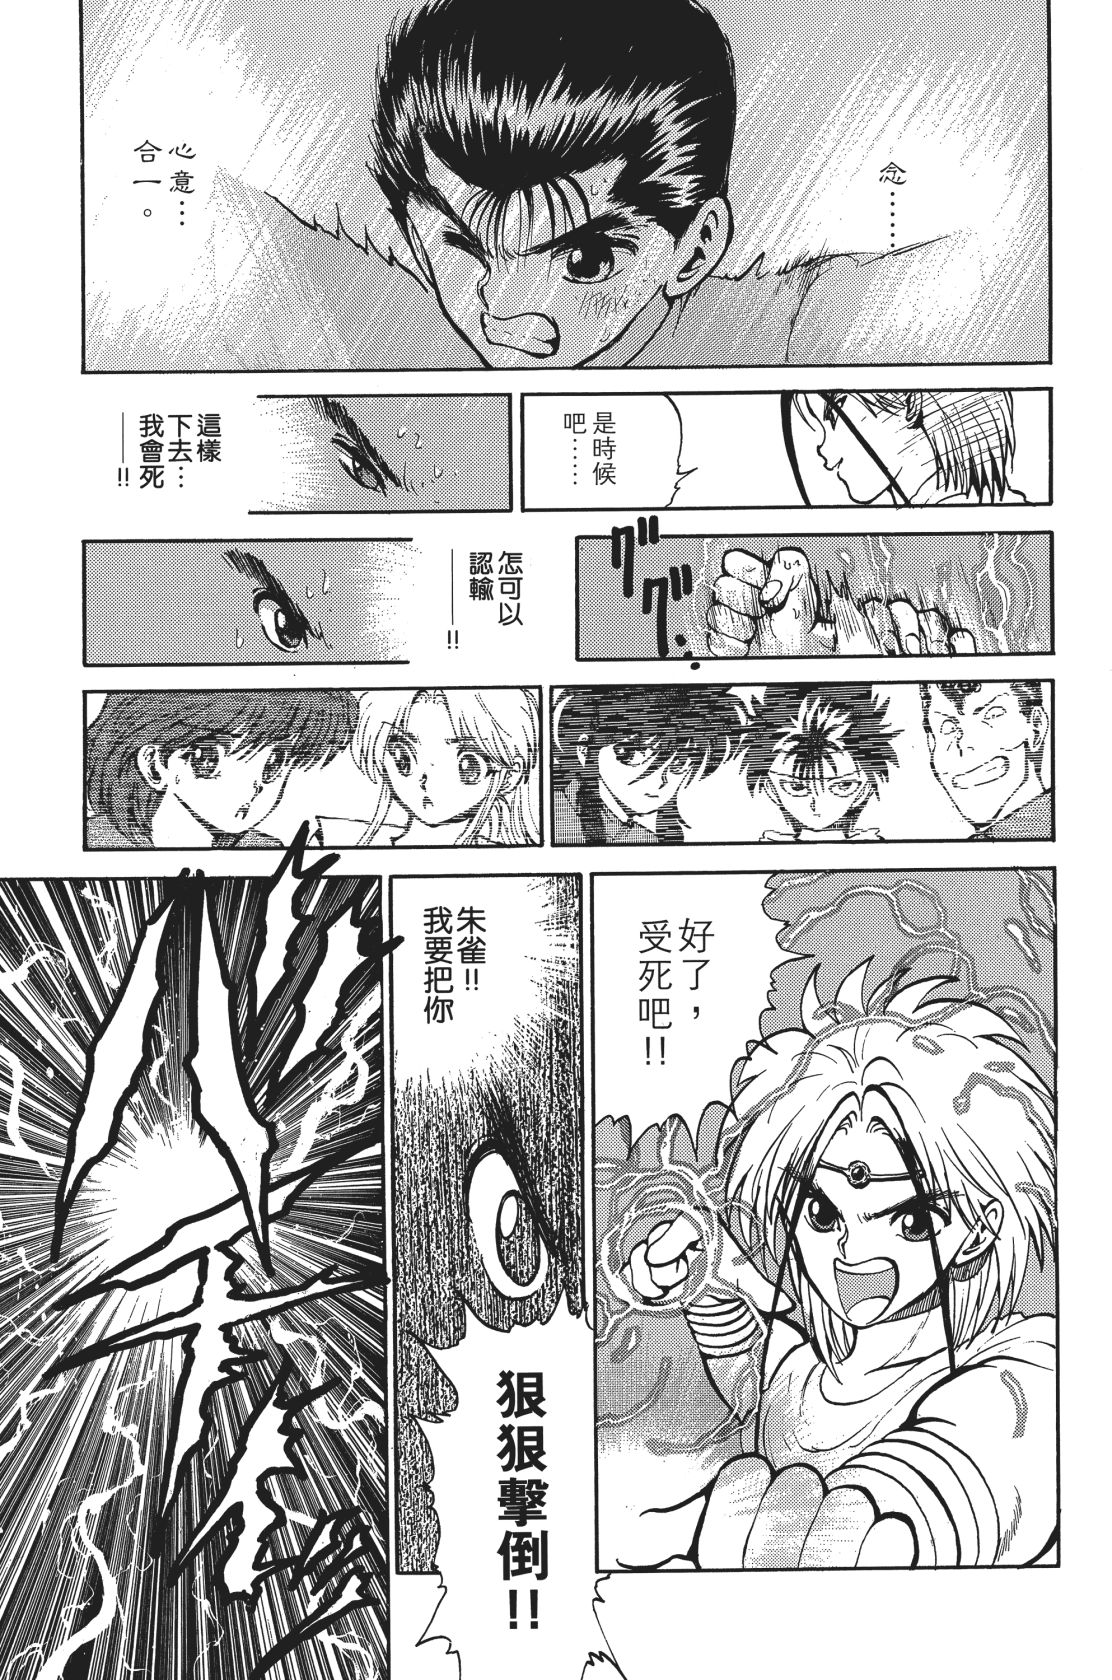 念……
心意…
合一。
是時候
吧……
這樣
下去…
我會死
——!!
グググ…
怎可以
認輸
——!!
好了，
受死吧!!
朱雀!!
我要把你
狠狠擊倒!!